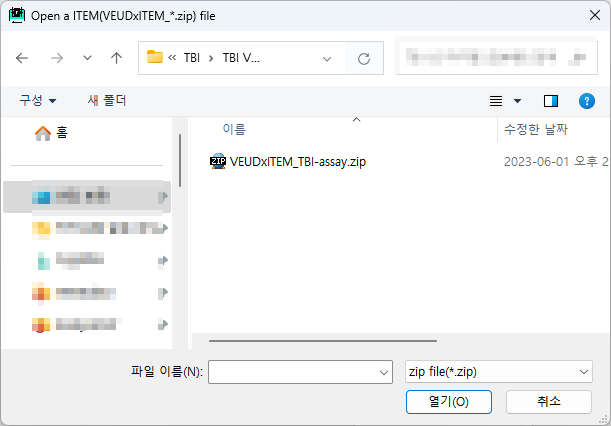 Open a ITEM(VEUDxITEM_*.zip) file
« TBI > TBI V...
구성 새 폴더
홈
이름 수정한 날짜
ZIP VEUDxITEM_TBI-assay.zip 2023-06-01 오후 2
파일 이름(N): zip file(*.zip)
열기(O) 취소